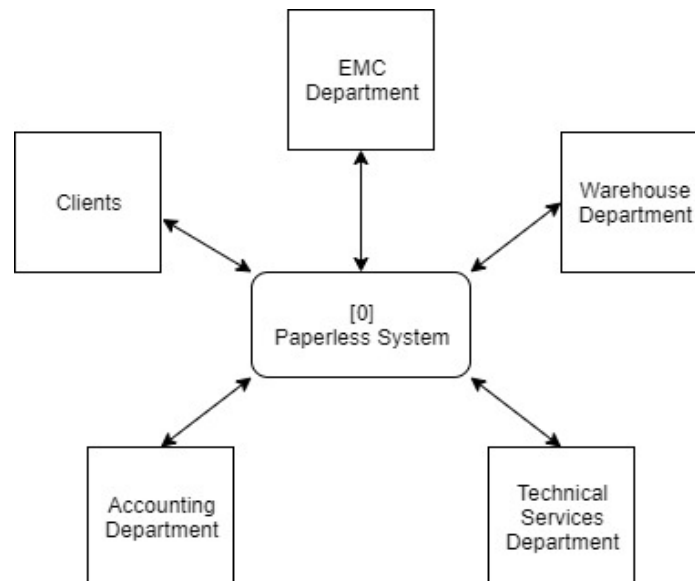 EMC
Department
Clients
Warehouse
Department
[0]
Paperless System
Accounting
Department
Technical
Services
Department